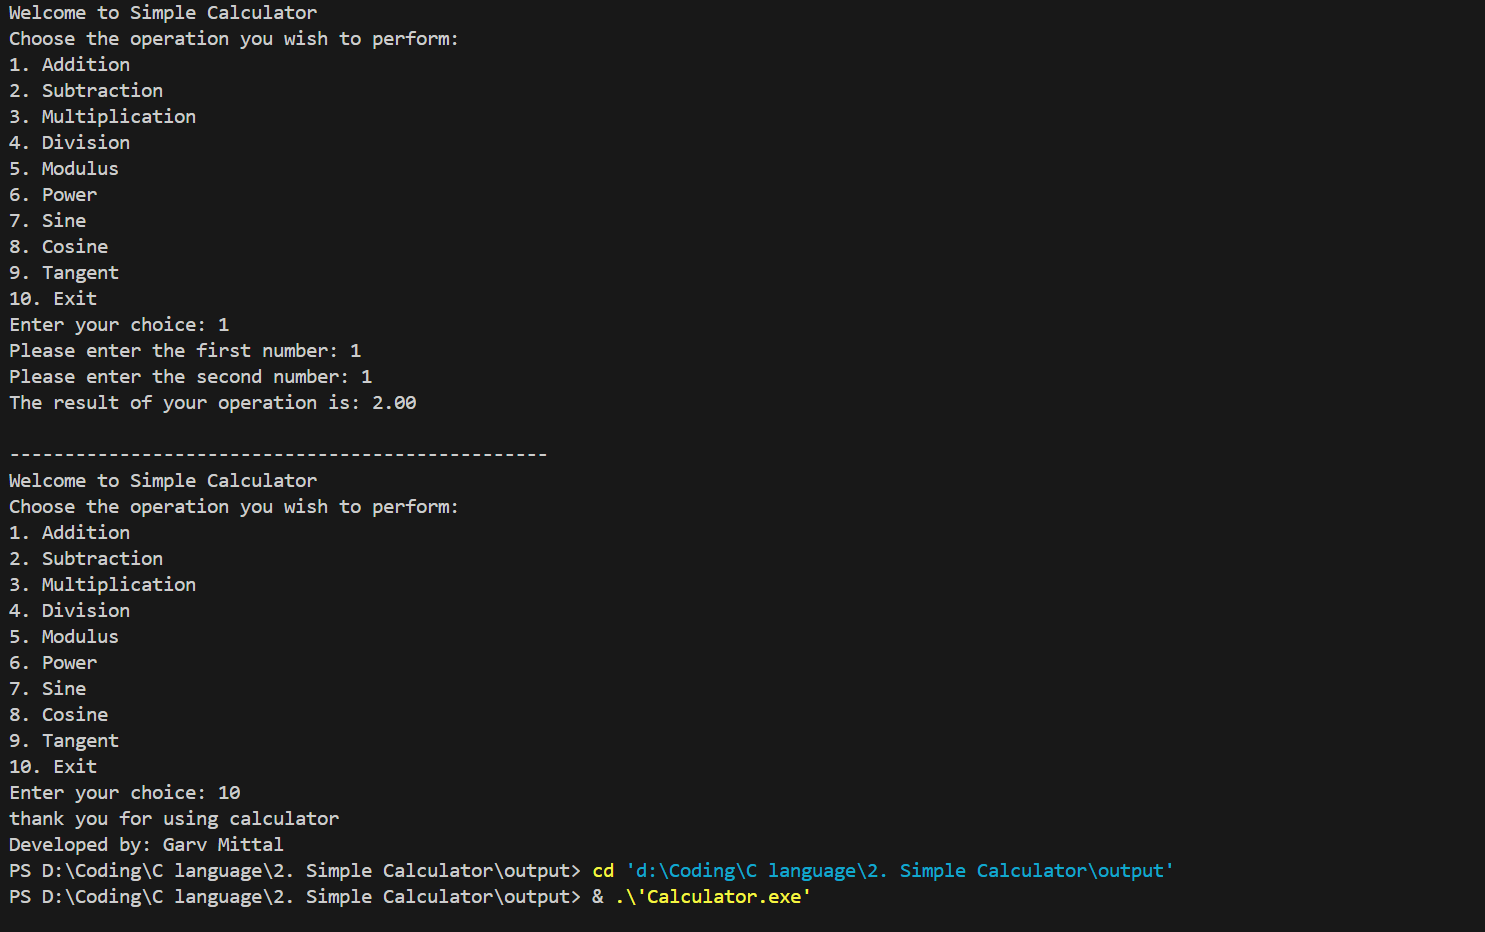 Welcome to Simple Calculator
Choose the operation you wish to perform:
1. Addition
2. Subtraction
3. Multiplication
4. Division
5. Modulus
6. Power
7. Sine
8. Cosine
9. Tangent
10. Exit
Enter your choice: 1
Please enter the first number: 1
Please enter the second number: 1
The result of your operation is: 2.00
-------------------------------------------------
Welcome to Simple Calculator
Choose the operation you wish to perform:
1. Addition
2. Subtraction
3. Multiplication
4. Division
5. Modulus
6. Power
7. Sine
8. Cosine
9. Tangent
10. Exit
Enter your choice: 10
thank you for using calculator
Developed by: Garv Mittal
PS D:\Coding\C language\2. Simple Calculator\output> cd 'd:\Coding\C language\2. Simple Calculator\output'
PS D:\Coding\C language\2. Simple Calculator\output> & .\'Calculator.exe'